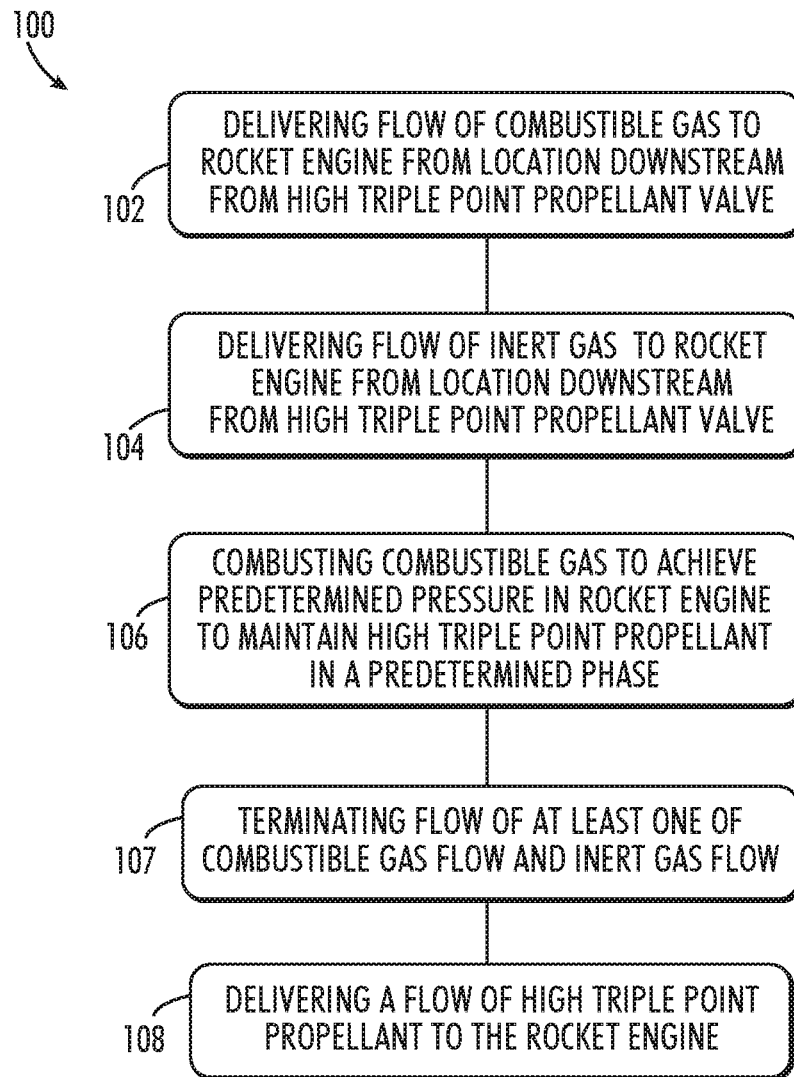 100
DELIVERING FLOW OF COMBUSTIBLE GAS TO
ROCKET ENGINE FROM LOCATION DOWNSTREAM
FROM HIGH TRIPLE POINT PROPELLANT VALVE
102
DELIVERING FLOW OF INERT GAS TO ROCKET
ENGINE FROM LOCATION DOWNSTREAM
FROM HIGH TRIPLE POINT PROPELLANT VALVE
104
COMBUSTING COMBUSTIBLE GAS TO ACHIEVE
PREDETERMINED PRESSURE IN ROCKET ENGINE
TO MAINTAIN HIGH TRIPLE POINT PROPELLANT
IN A PREDETERMINED PHASE
106
TERMINATING FLOW OF AT LEAST ONE OF
COMBUSTIBLE GAS FLOW AND INERT GAS FLOW
107
DELIVERING A FLOW OF HIGH TRIPLE POINT
PROPELLANT TO THE ROCKET ENGINE
108